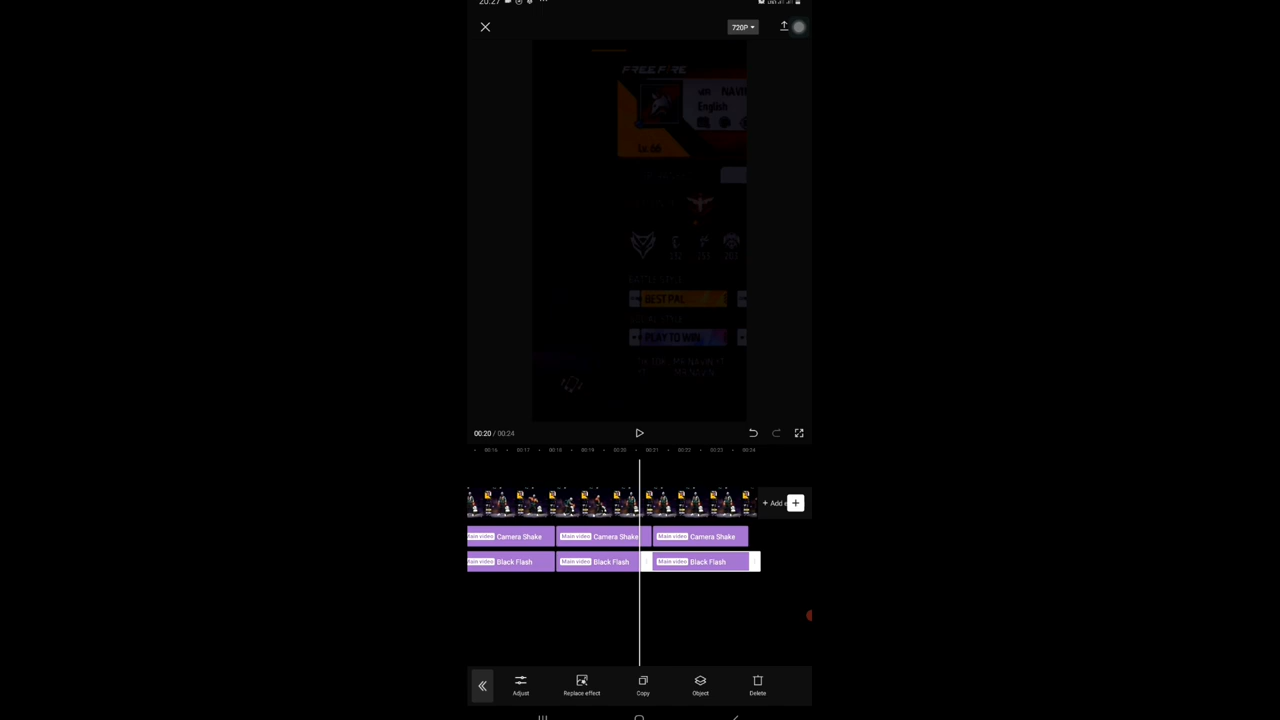 20:27
720P
FREE FIRE
NAVI
English
BATTLE STYLE
BEST PAL
PLAY TO WIN
00:20 / 00:24
00:16 00:17 00:18 00:19 00:20 00:21 00:22 00:23 00:24
+ Add
Main video Camera Shake Main video Camera Shake Main video Camera Shake
Main video Black Flash Main video Black Flash Main video Black Flash
Adjust Replace effect Copy Object Delete